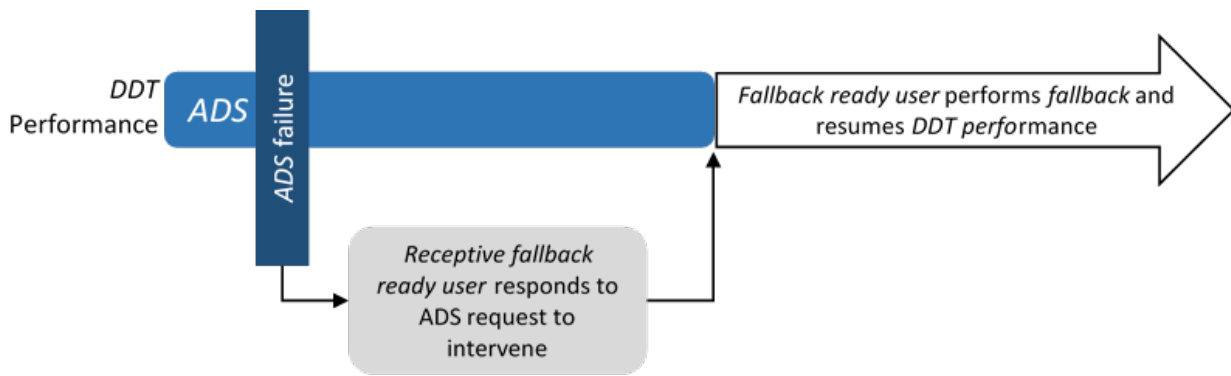 DDT
Performance
ADS
ADS failure
Fallback ready user performs fallback and
resumes DDT performance
Receptive fallback
ready user responds to
ADS request to
intervene